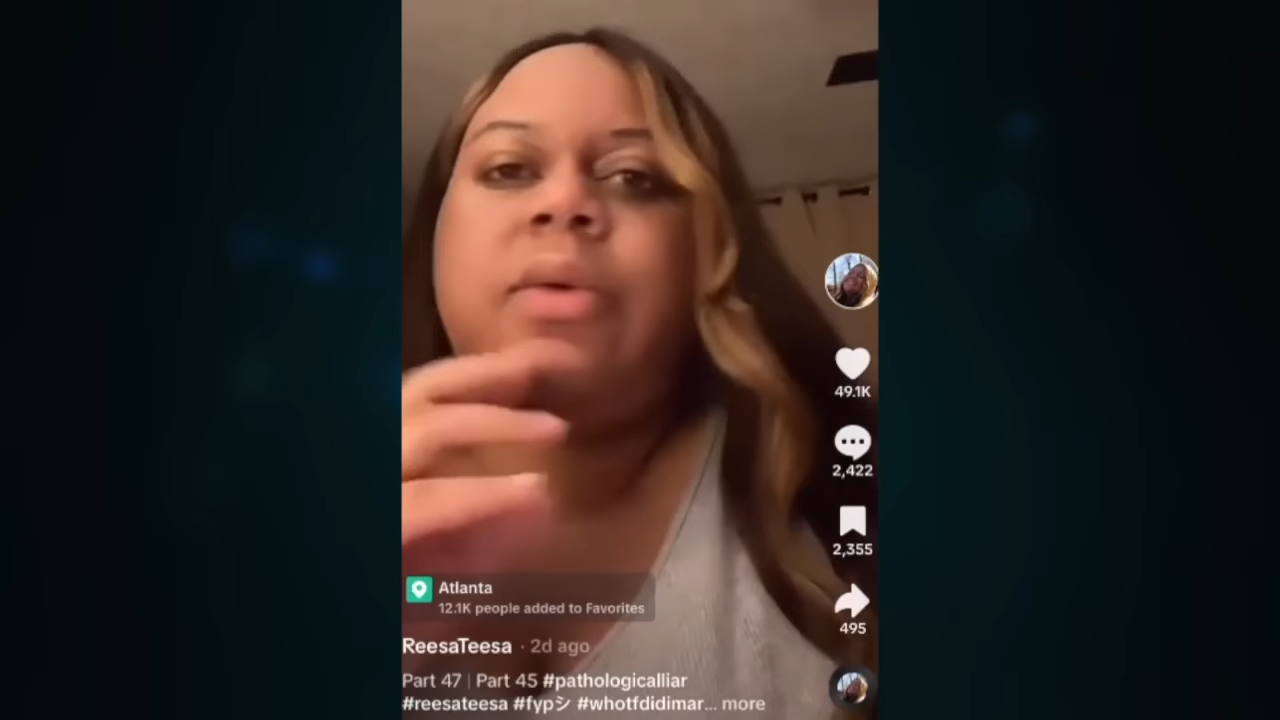 49.1K
2,422
2,355
495
Atlanta
12.1K people added to Favorites
ReesaTeesa · 2d ago
Part 47 | Part 45 #pathologicalliar
#reesateesa #fypシ #whotfdidimar... more